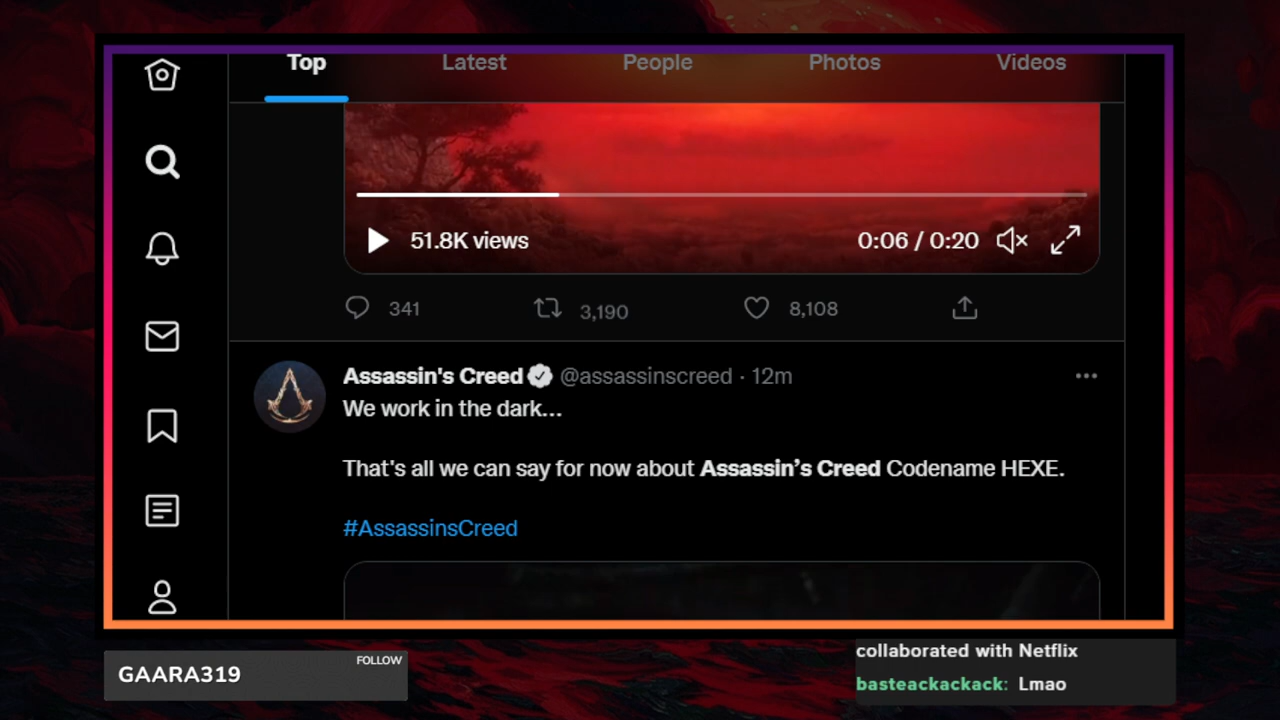 Top Latest People Photos Videos
51.8K views 0:06 / 0:20
341 3,190 8,108
Assassin's Creed @assassinscreed · 12m
We work in the dark...
That's all we can say for now about Assassin’s Creed Codename HEXE.
#AssassinsCreed
GAARA319 FOLLOW
collaborated with Netflix
basteackackack: Lmao